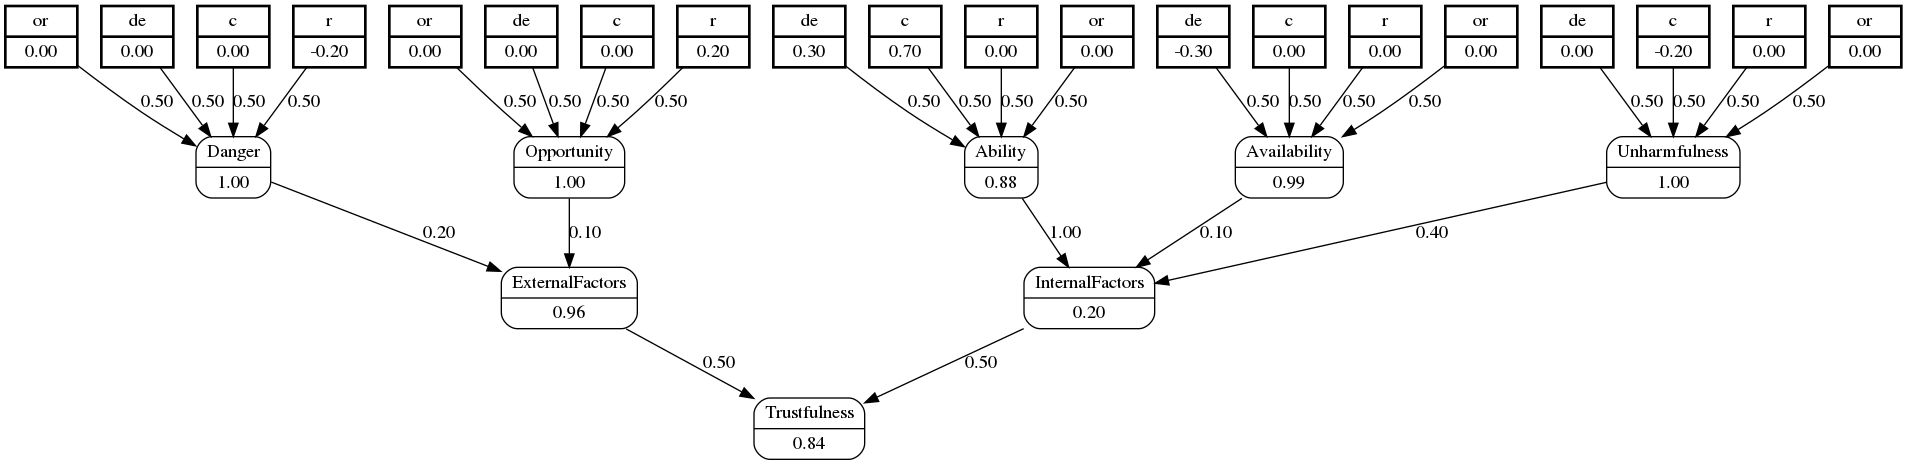 or de c r or de c r de c r or de c r or de c r or
0.00 0.00 0.00 -0.20 0.00 0.00 0.00 0.20 0.30 0.70 0.00 0.00 -0.30 0.00 0.00 0.00 0.00 -0.20 0.00 0.00
0.50 0.50 0.50 0.50 0.50 0.50 0.50 0.50 0.50 0.50 0.50 0.50 0.50 0.50 0.50 0.50 0.50 0.50 0.50 0.50
Danger Opportunity Ability Availability Unharmfulness
1.00 1.00 0.88 0.99 1.00
0.20 0.10 1.00 0.10 0.40
ExternalFactors InternalFactors
0.96 0.20
0.50 0.50
Trustfulness
0.84